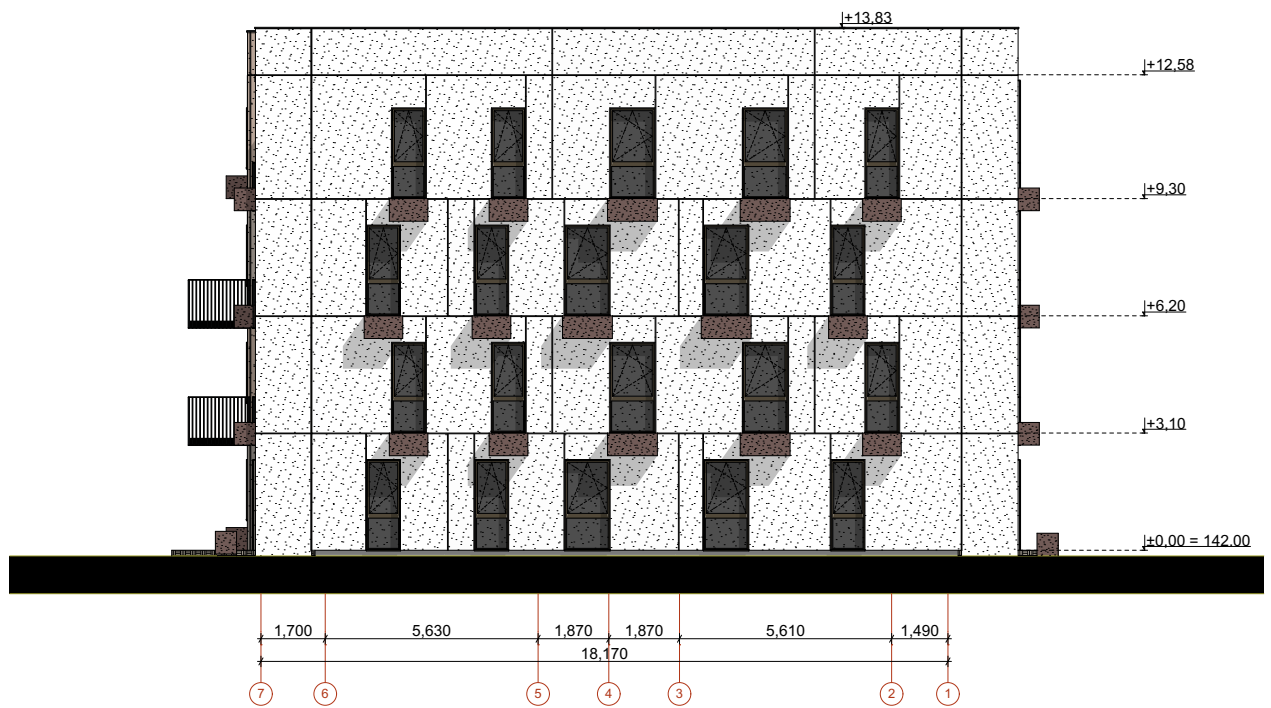 +13,83
+12,58
+9,30
+6,20
+3,10
±0,00 = 142.00
1,700 5,630 1,870 1,870 5,610 1,490
18,170
7 6 5 4 3 2 1